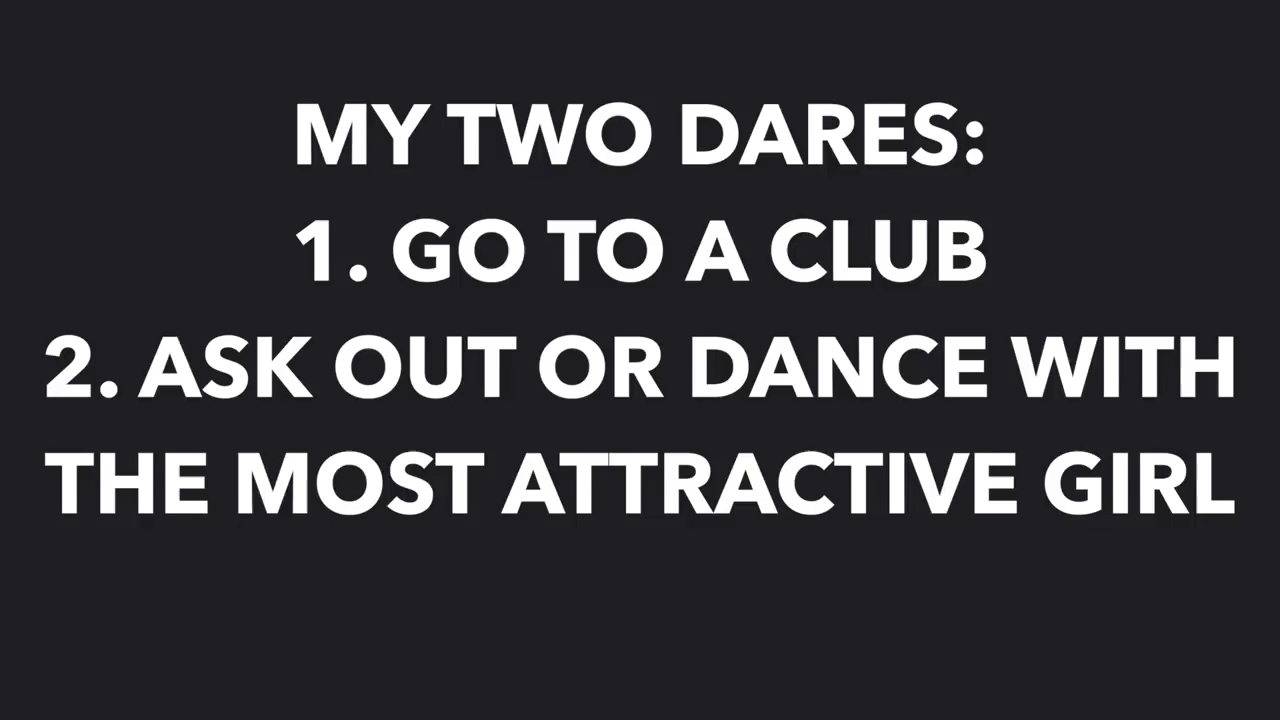 MY TWO DARES:
1. GO TO A CLUB
2. ASK OUT OR DANCE WITH
THE MOST ATTRACTIVE GIRL